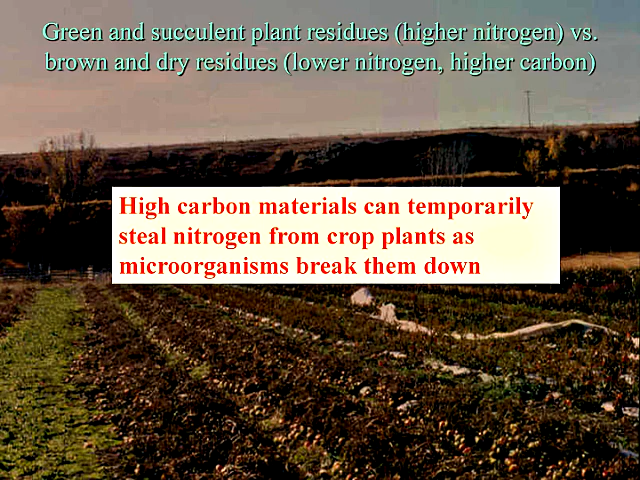 Green and succulent plant residues (higher nitrogen) vs.
brown and dry residues (lower nitrogen, higher carbon)
High carbon materials can temporarily
steal nitrogen from crop plants as
microorganisms break them down